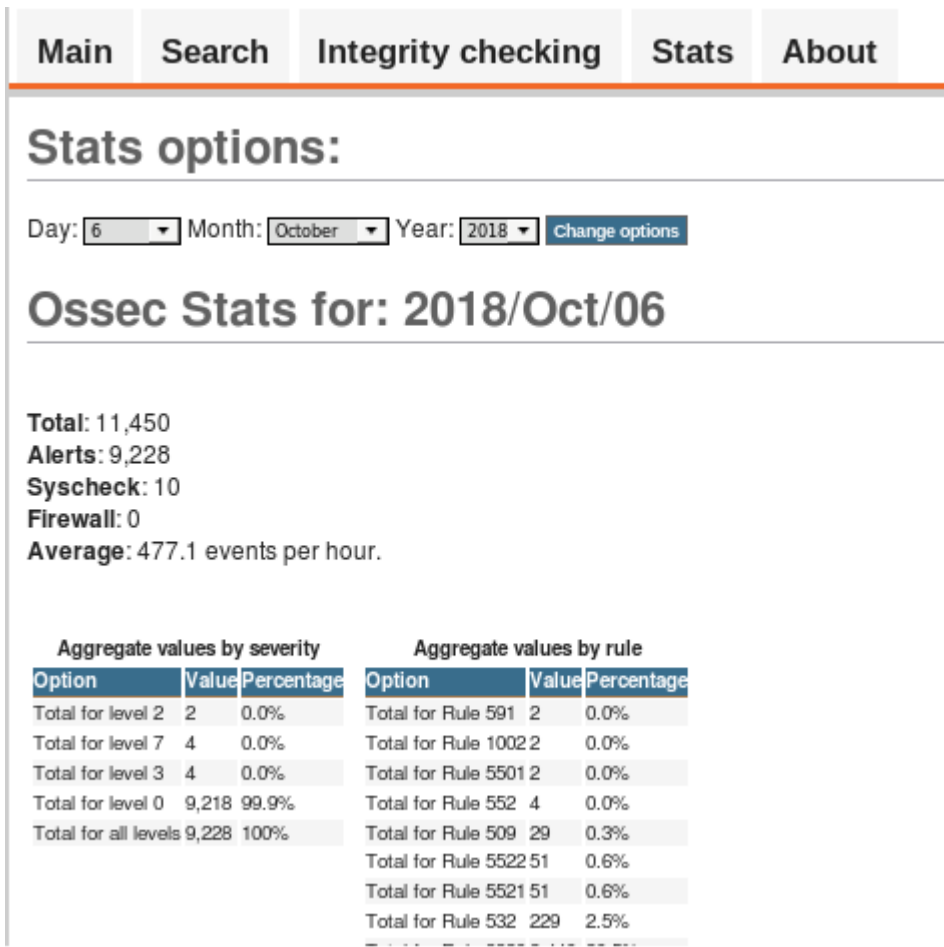 Main Search Integrity checking Stats About
Stats options:
Day: 6 Month: October Year: 2018 Change options
Ossec Stats for: 2018/Oct/06
Total: 11,450
Alerts: 9,228
Syscheck: 10
Firewall: 0
Average: 477.1 events per hour.
Aggregate values by severity
Option Value Percentage
Total for level 2 2 0.0%
Total for level 7 4 0.0%
Total for level 3 4 0.0%
Total for level 0 9,218 99.9%
Total for all levels 9,228 100%
Aggregate values by rule
Option Value Percentage
Total for Rule 591 2 0.0%
Total for Rule 1002 2 0.0%
Total for Rule 5501 2 0.0%
Total for Rule 552 4 0.0%
Total for Rule 509 29 0.3%
Total for Rule 5522 51 0.6%
Total for Rule 5521 51 0.6%
Total for Rule 532 229 2.5%